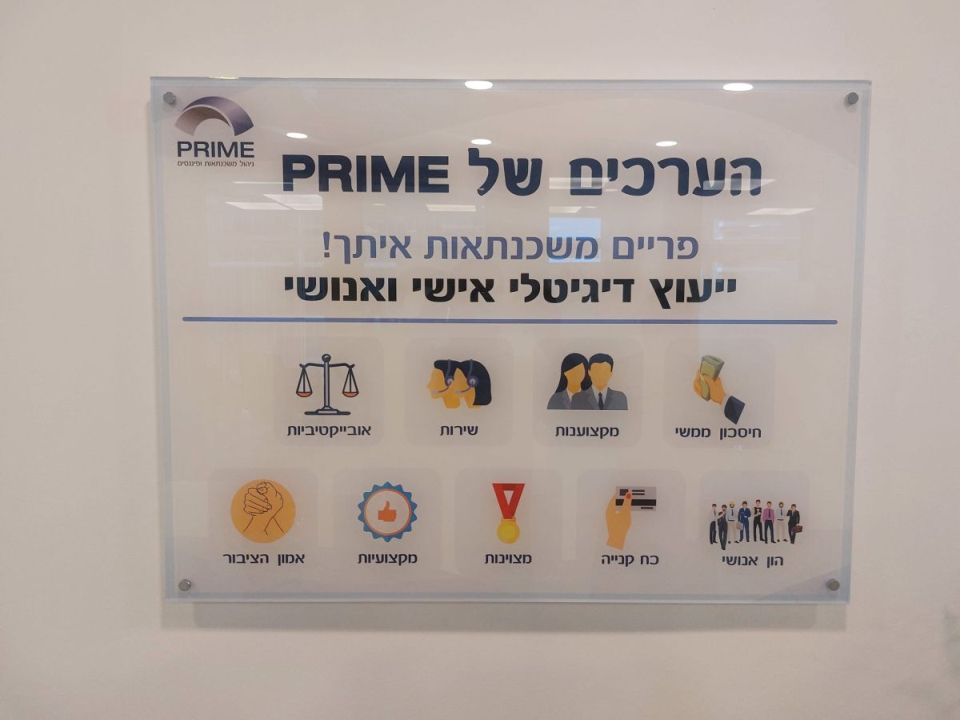 PRIME
ניהול משכנתאות ופיננסים
הערכים של PRIME
פריים משכנתאות איתך!
ייעוץ דיגיטלי אישי ואנושי
חיסכון ממשי
מקצוענות
שירות
אובייקטיביות
הון אנושי
כח קנייה
מצוינות
מקצועיות
אמון הציבור